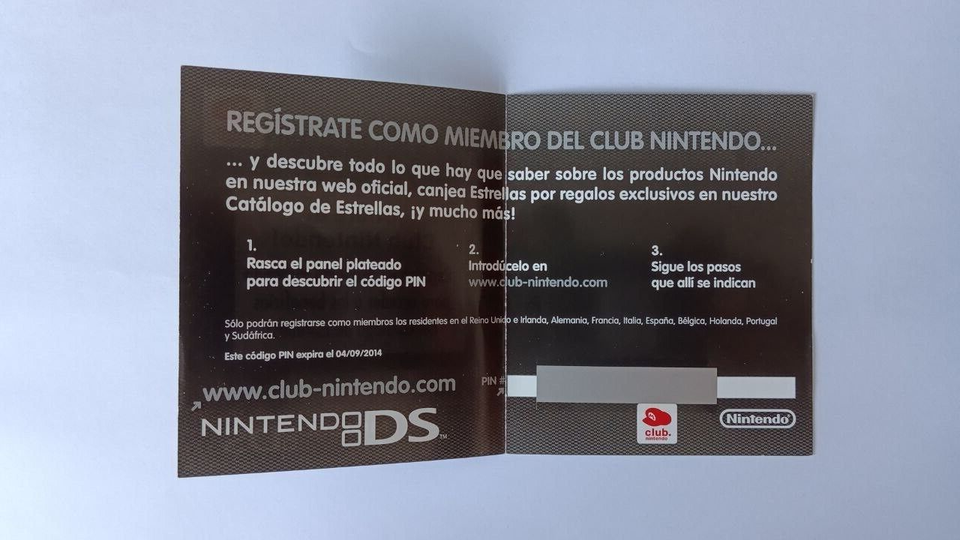 REGÍSTRATE COMO MIEMBRO DEL CLUB NINTENDO...
... y descubre todo lo que hay que saber sobre los productos Nintendo
en nuestra web oficial, canjea Estrellas por regalos exclusivos en nuestro
Catálogo de Estrellas, ¡y mucho más!
1.
Rasca el panel plateado
para descubrir el código PIN
2.
Introdúcelo en
www.club-nintendo.com
3.
Sigue los pasos
que allí se indican
Sólo podrán registrarse como miembros los residentes en el Reino Unido e Irlanda, Alemania, Francia, Italia, España, Bélgica, Holanda, Portugal
y Sudáfrica.
Este código PIN expira el 04/09/2014
www.club-nintendo.com
PIN #
NINTENDO DS™
club.
nintendo
Nintendo